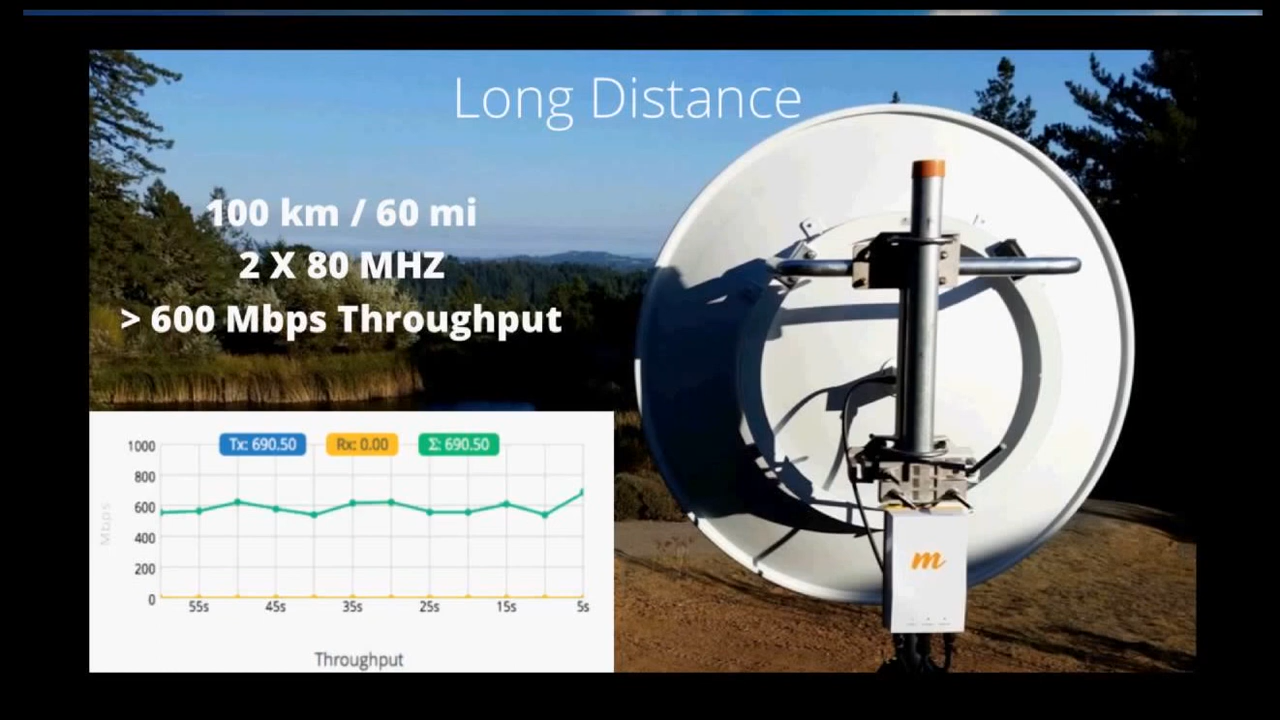 Long Distance
100 km / 60 mi
2 X 80 MHZ
> 600 Mbps Throughput
Tx: 690.50 Rx: 0.00 Σ: 690.50
1000
800
600
400
200
0
Mbps
55s 45s 35s 25s 15s 5s
Throughput
m